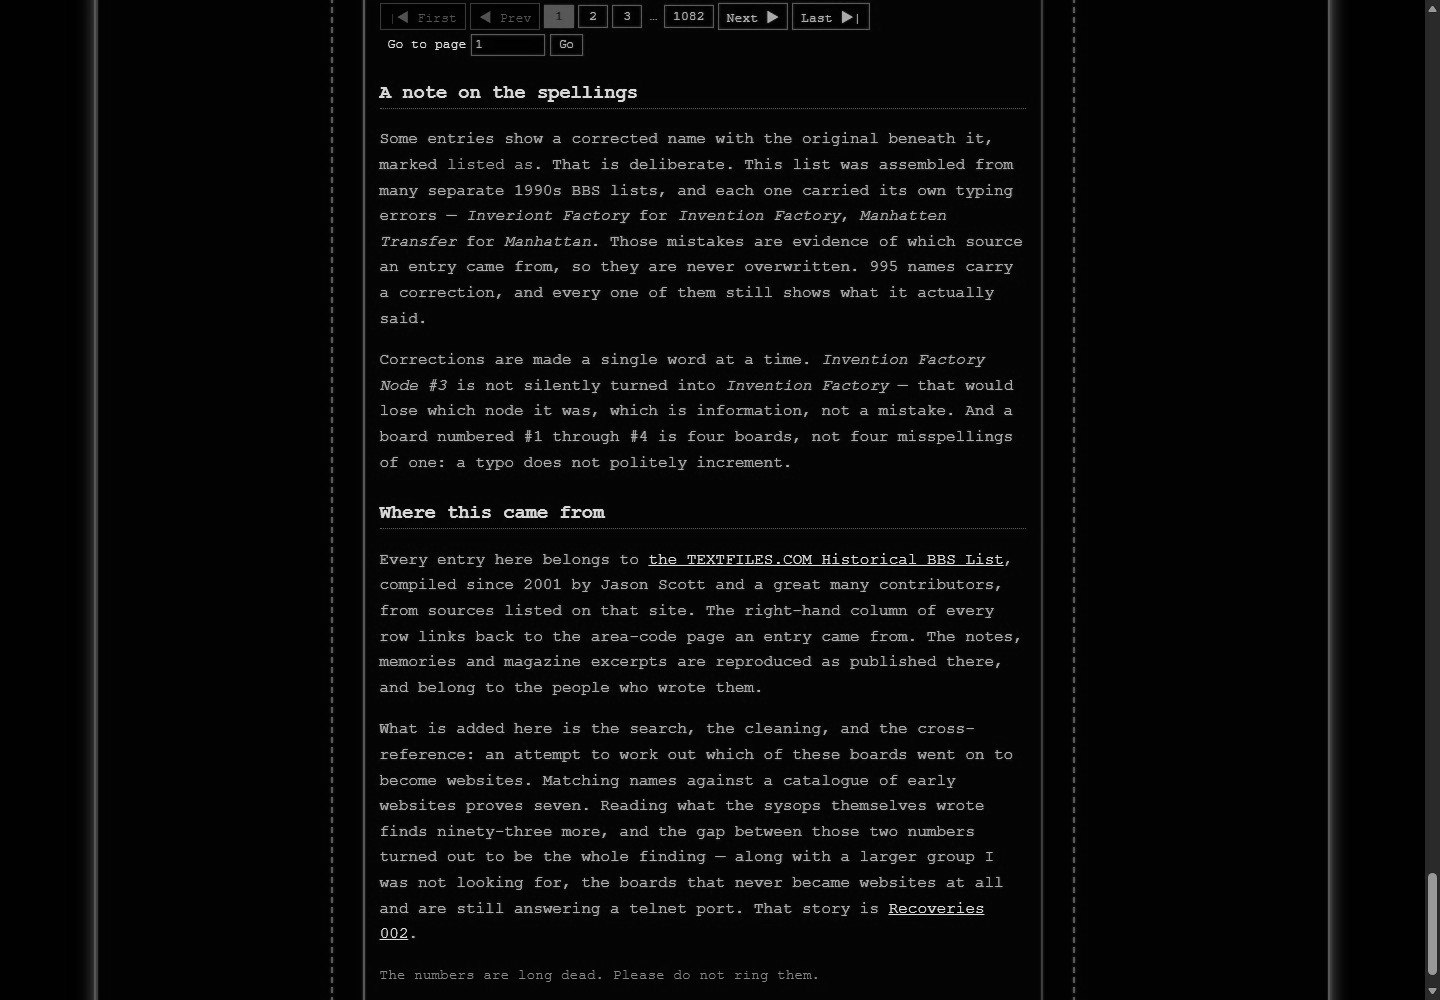 |◀ First ◀ Prev 1 2 3 … 1082 Next ▶ Last ▶|
Go to page 1 Go
A note on the spellings
Some entries show a corrected name with the original beneath it,
marked listed as. That is deliberate. This list was assembled from
many separate 1990s BBS lists, and each one carried its own typing
errors — Inveriont Factory for Invention Factory, Manhatten
Transfer for Manhattan. Those mistakes are evidence of which source
an entry came from, so they are never overwritten. 995 names carry
a correction, and every one of them still shows what it actually
said.
Corrections are made a single word at a time. Invention Factory
Node #3 is not silently turned into Invention Factory — that would
lose which node it was, which is information, not a mistake. And a
board numbered #1 through #4 is four boards, not four misspellings
of one: a typo does not politely increment.
Where this came from
Every entry here belongs to the TEXTFILES.COM Historical BBS List,
compiled since 2001 by Jason Scott and a great many contributors,
from sources listed on that site. The right-hand column of every
row links back to the area-code page an entry came from. The notes,
memories and magazine excerpts are reproduced as published there,
and belong to the people who wrote them.
What is added here is the search, the cleaning, and the cross-
reference: an attempt to work out which of these boards went on to
become websites. Matching names against a catalogue of early
websites proves seven. Reading what the sysops themselves wrote
finds ninety-three more, and the gap between those two numbers
turned out to be the whole finding — along with a larger group I
was not looking for, the boards that never became websites at all
and are still answering a telnet port. That story is Recoveries
002.
The numbers are long dead. Please do not ring them.